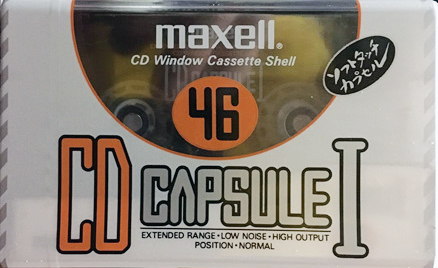 maxell®
CD Window Cassette Shell
ソフトタッチ
カプセル
46
CD CAPSULE I
EXTENDED RANGE • LOW NOISE • HIGH OUTPUT
POSITION • NORMAL